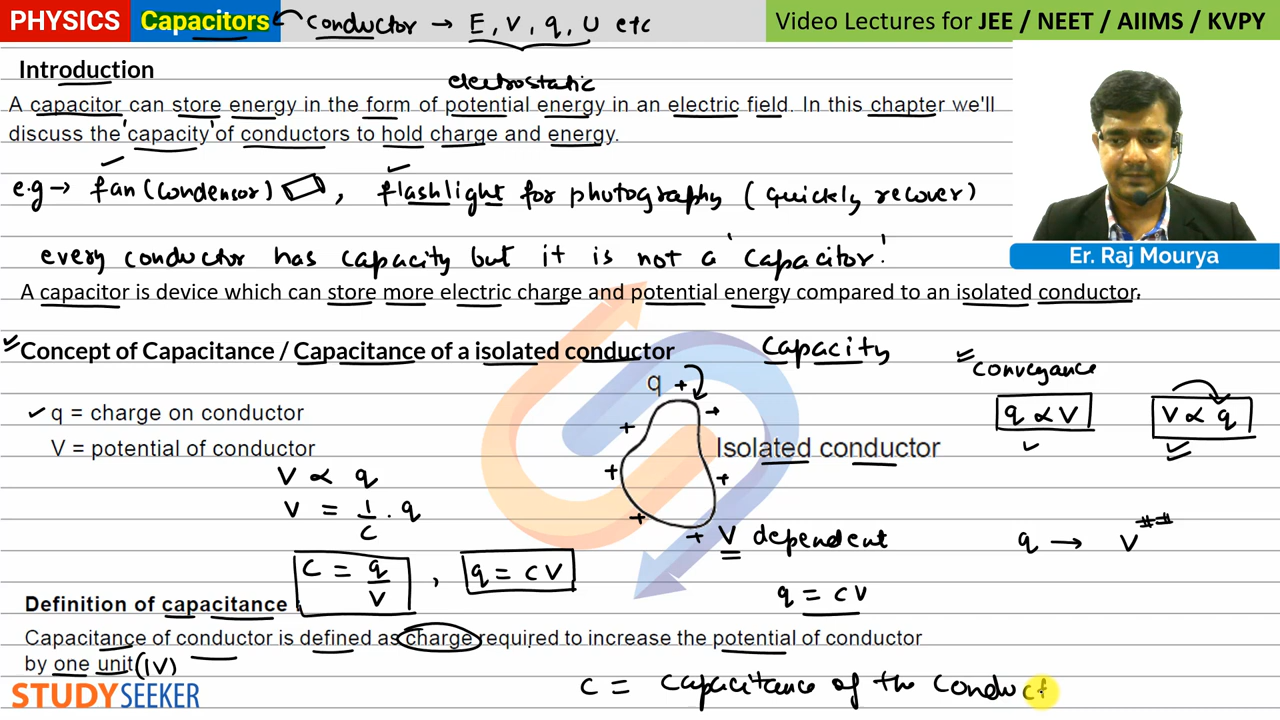 PHYSICS Capacitors conductor → E, V, q, U etc Video Lectures for JEE / NEET / AIIMS / KVPY
electrostatic
Introduction
A capacitor can store energy in the form of potential energy in an electric field. In this chapter we'll
discuss the 'capacity' of conductors to hold charge and energy.
e.g → fan (condensor) , flashlight for photography (quickly recover)
every conductor has capacity but it is not a 'capacitor'.
Er. Raj Mourya
A capacitor is device which can store more electric charge and potential energy compared to an isolated conductor.
Concept of Capacitance / Capacitance of a isolated conductor
Capacity
conveyance
q
q = charge on conductor
q ∝ V
V ∝ q
V = potential of conductor
Isolated conductor
V ∝ q
V = 1/C . q
V dependent
q → V
C = q/V , q = CV
q = CV
Definition of capacitance :
Capacitance of conductor is defined as charge required to increase the potential of conductor
by one unit (1V)
C = Capacitance of the conduct
STUDYSEEKER